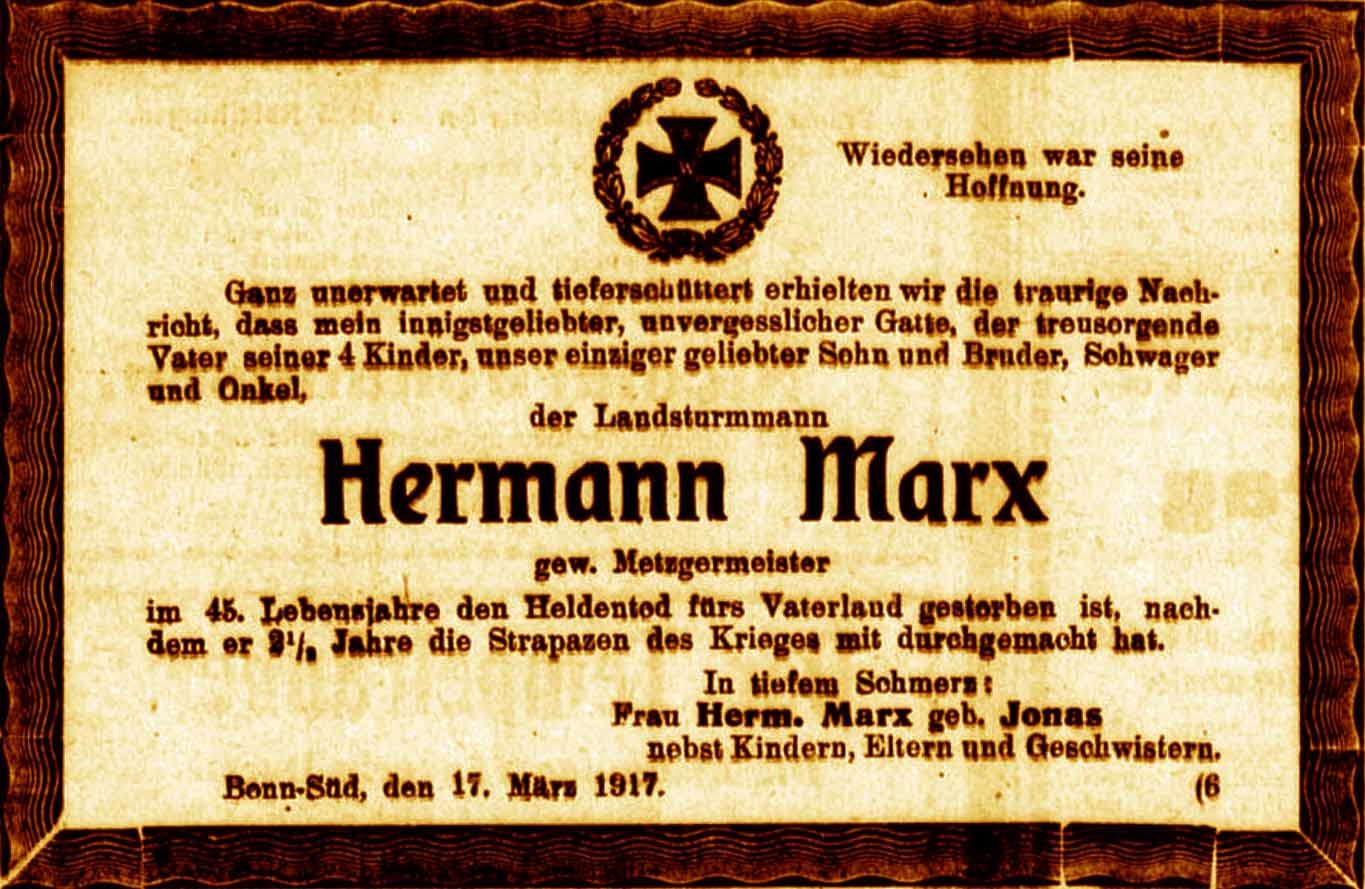 Wiedersehen war seine
Hoffnung.
Ganz unerwartet und tieferschüttert erhielten wir die traurige Nach-
richt, dass mein innigstgeliebter, unvergesslicher Gatte, der treusorgende
Vater seiner 4 Kinder, unser einziger geliebter Sohn und Bruder, Schwager
und Onkel,
der Landsturmmann
Hermann Marx
gew. Metzgermeister
im 45. Lebensjahre den Heldentod fürs Vaterland gestorben ist, nach-
dem er 2¹/₂ Jahre die Strapazen des Krieges mit durchgemacht hat.
In tiefem Schmerz:
Frau Herm. Marx geb. Jonas
nebst Kindern, Eltern und Geschwistern.
Bonn-Süd, den 17. März 1917.
(6